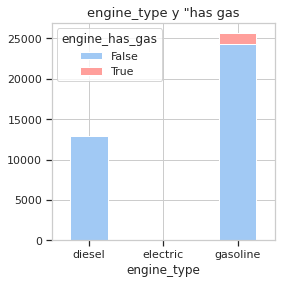 engine_type y "has gas
engine_has_gas
False
True
25000
20000
15000
10000
5000
0
diesel electric gasoline
engine_type